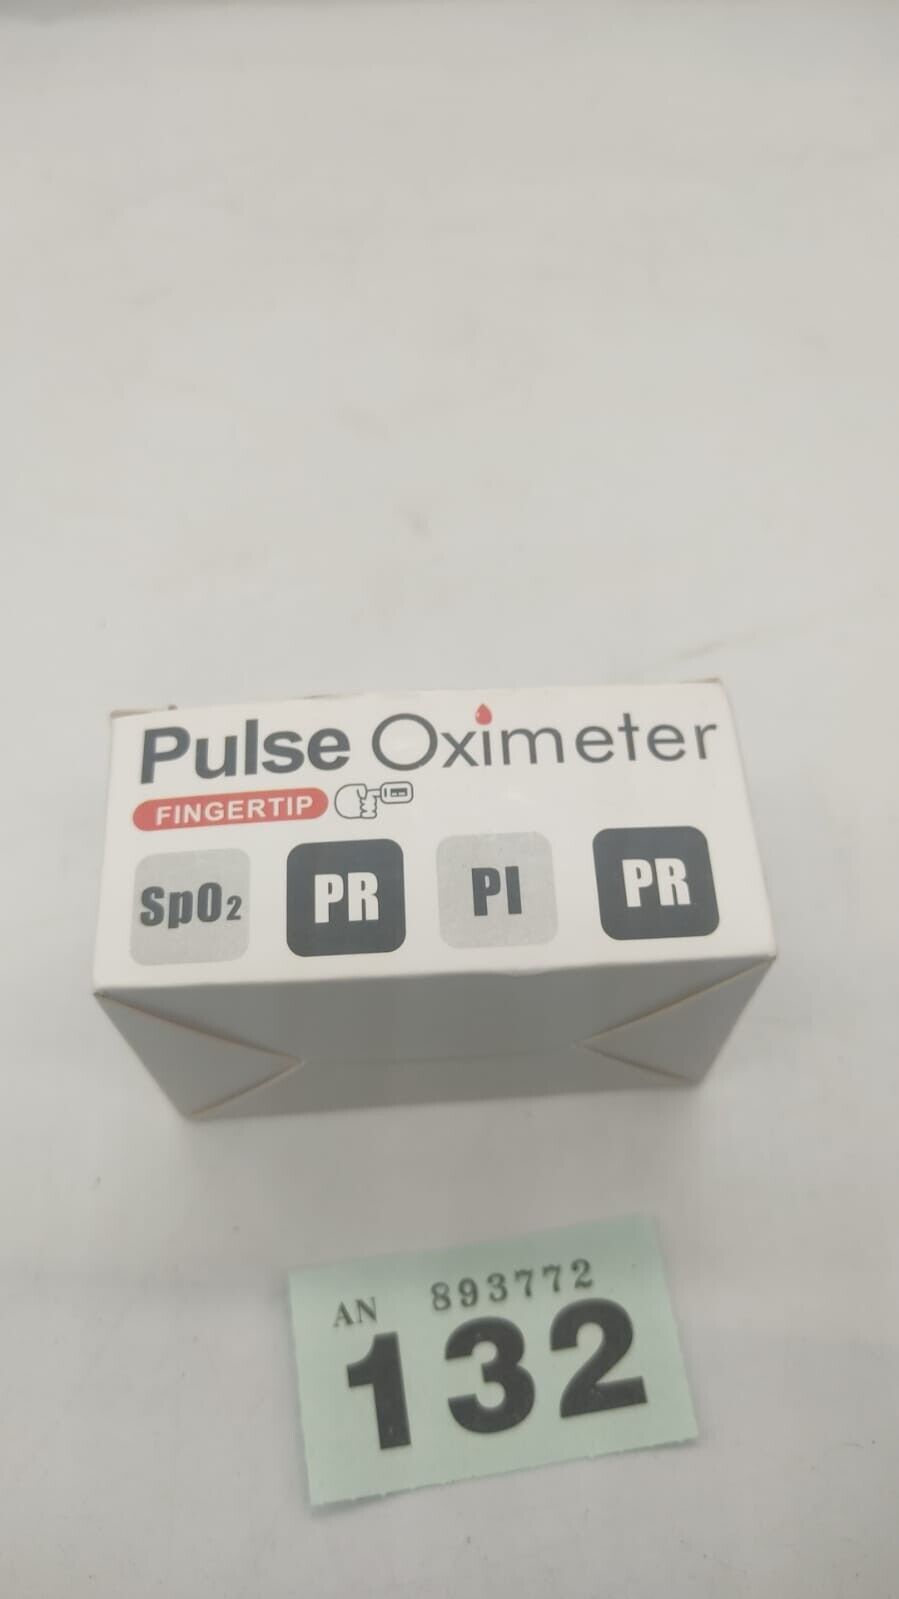 Pulse Oximeter
FINGERTIP
SpO₂ PR PI PR
AN 893772
132